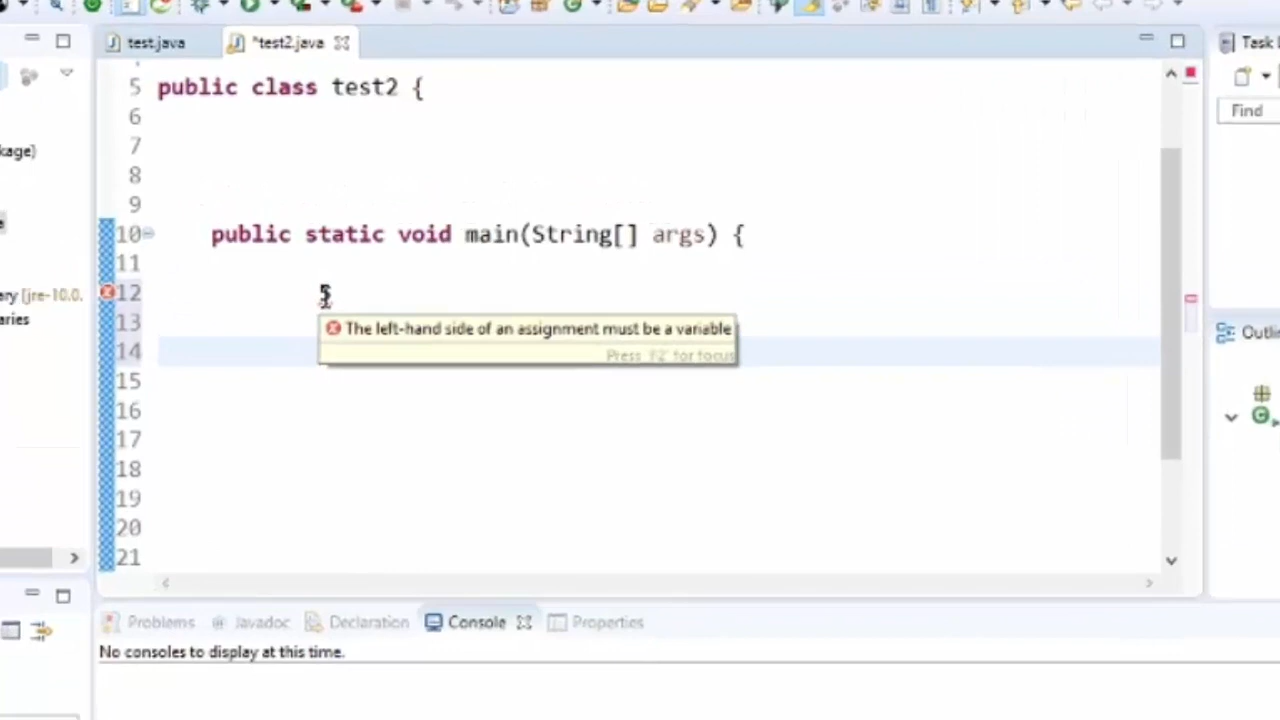 test.java
*test2.java
Task L
5 public class test2 {
6
7
kage)
8
9
10 public static void main(String[] args) {
11
12 5
13 The left-hand side of an assignment must be a variable
Press 'F2' for focus
14
15
16
17
18
19
20
21
ary [jre-10.0.
aries
Find
Outli
Problems Javadoc Declaration Console Properties
No consoles to display at this time.